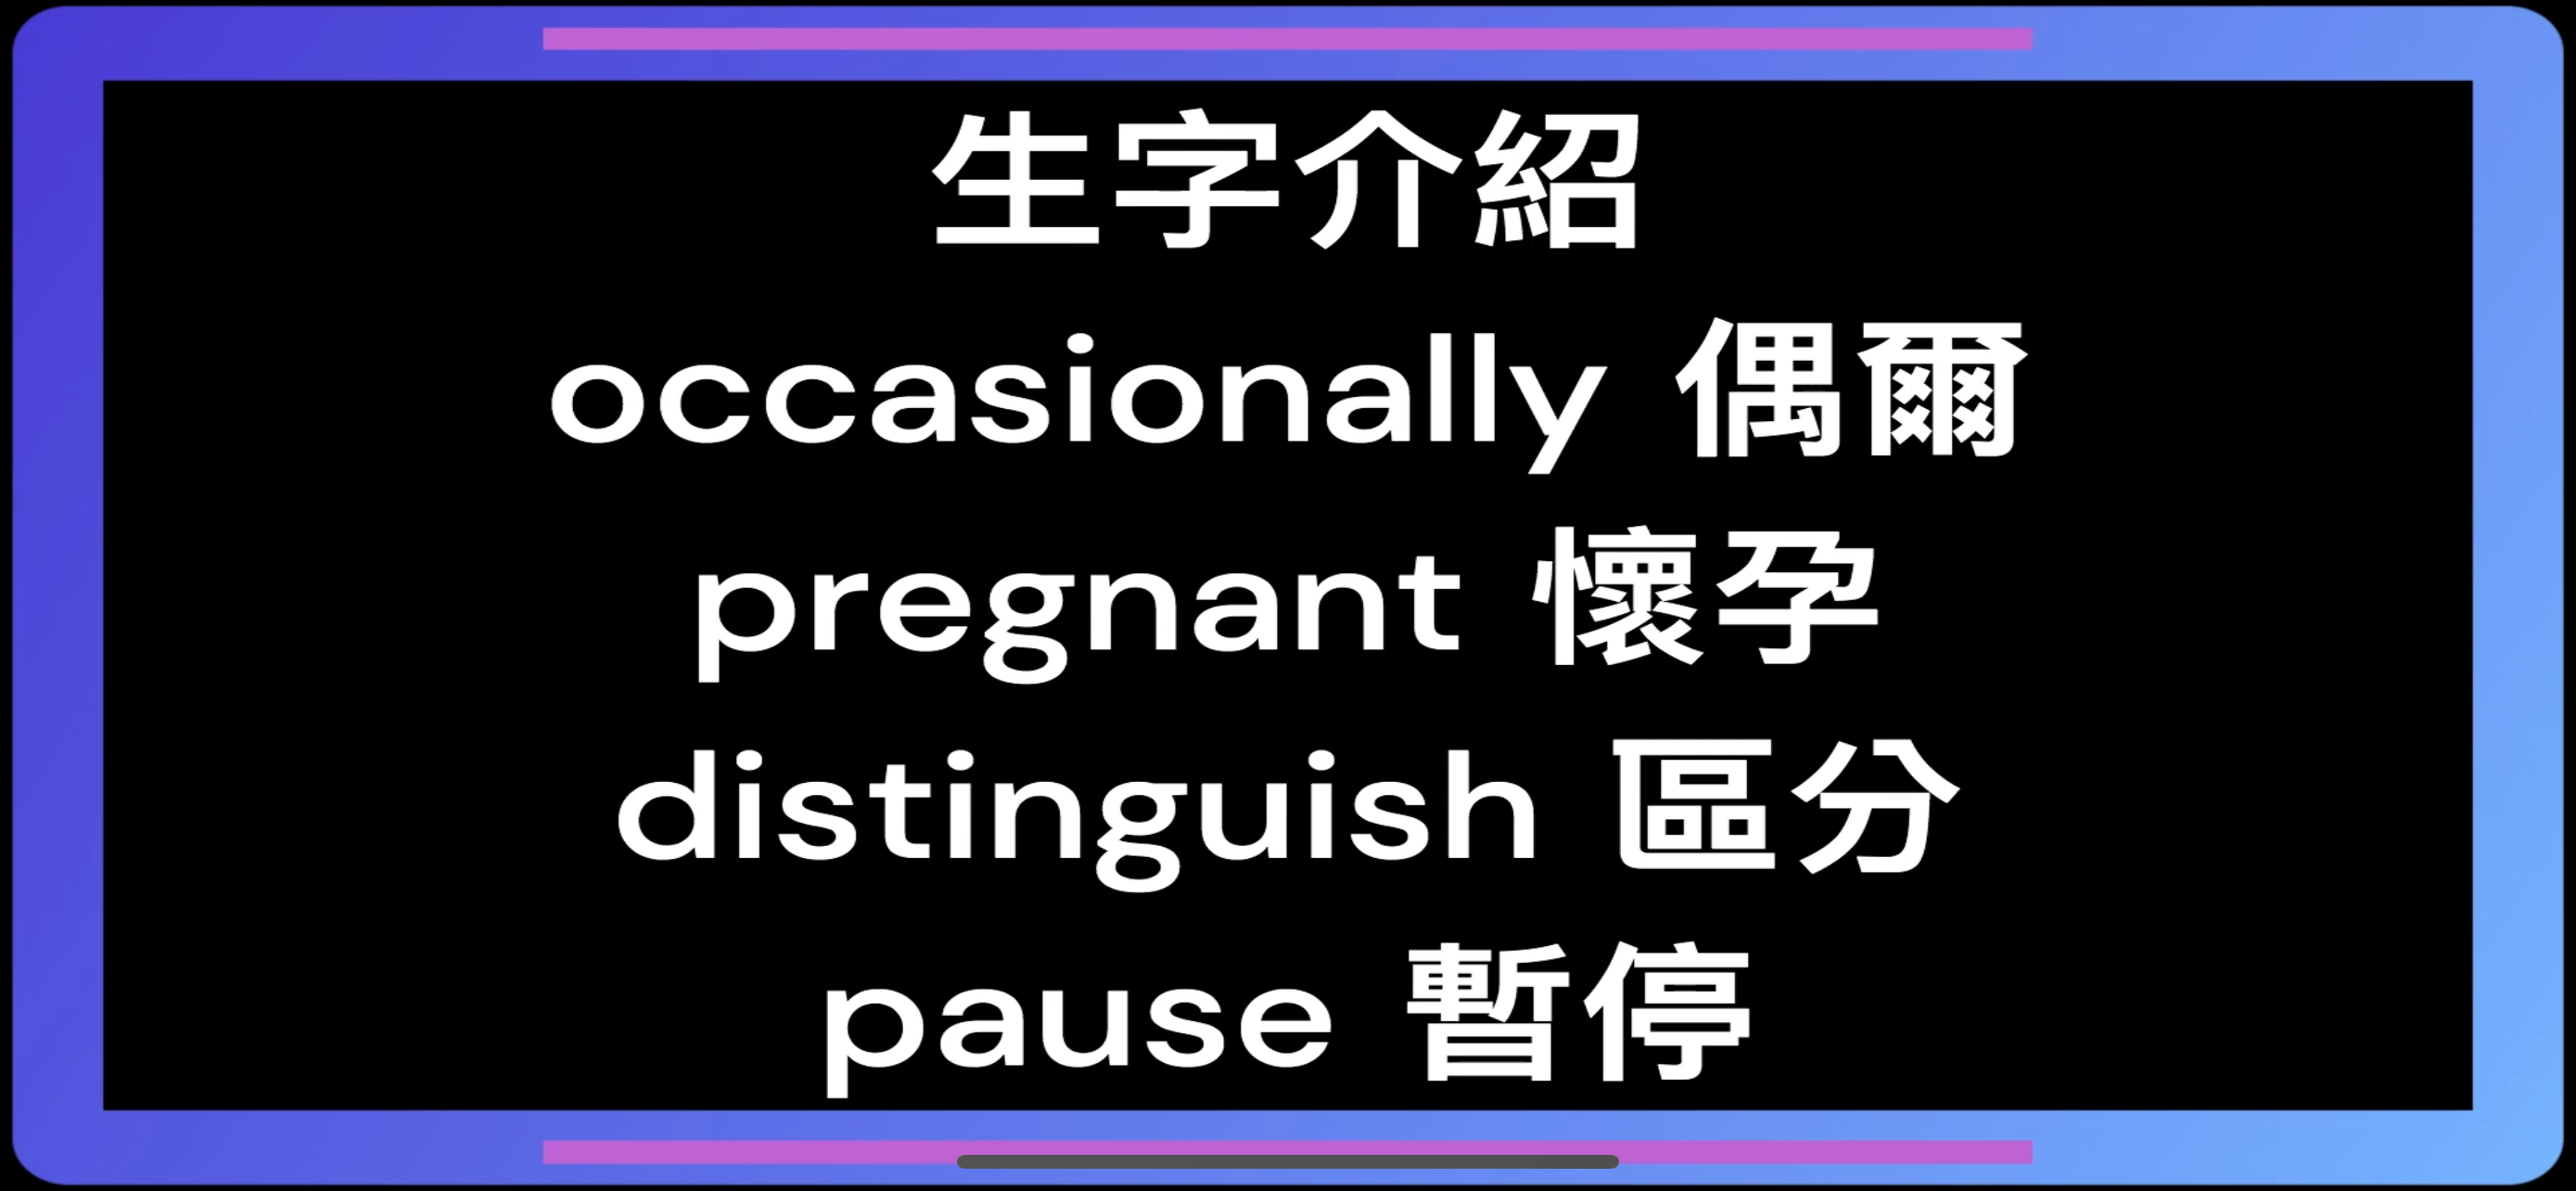 生字介紹
occasionally 偶爾
pregnant 懷孕
distinguish 區分
pause 暫停